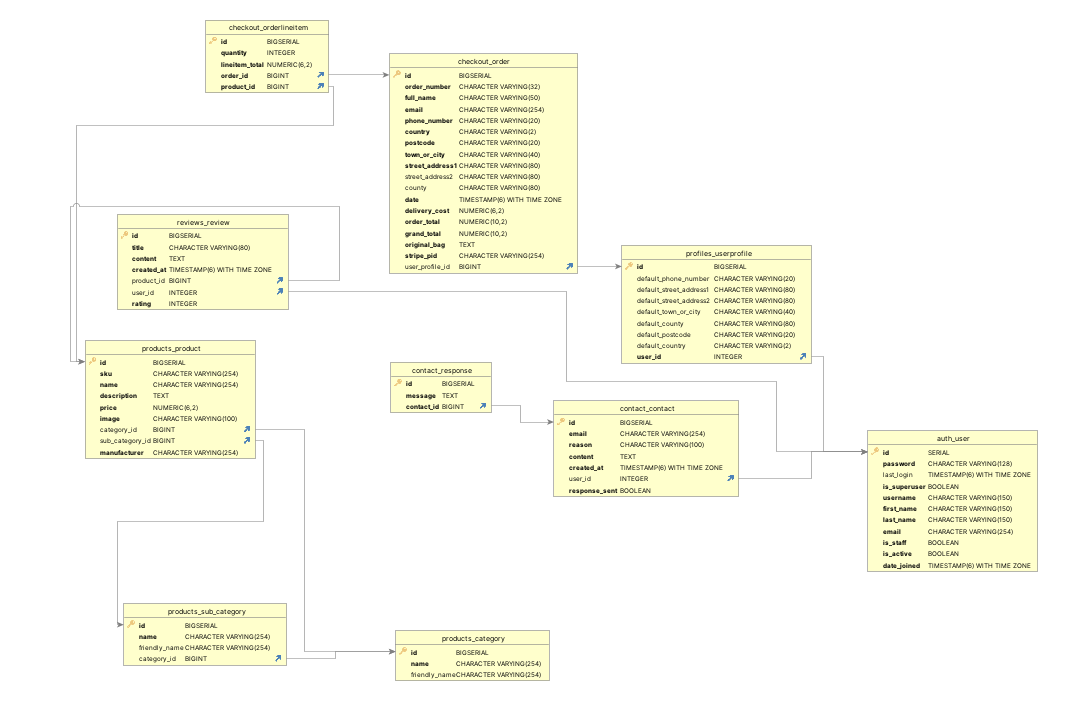 checkout_orderlineitem
id BIGSERIAL
quantity INTEGER
lineitem_total NUMERIC(6,2)
order_id BIGINT
product_id BIGINT
checkout_order
id BIGSERIAL
order_number CHARACTER VARYING(32)
full_name CHARACTER VARYING(50)
email CHARACTER VARYING(254)
phone_number CHARACTER VARYING(20)
country CHARACTER VARYING(2)
postcode CHARACTER VARYING(20)
town_or_city CHARACTER VARYING(40)
street_address1 CHARACTER VARYING(80)
street_address2 CHARACTER VARYING(80)
county CHARACTER VARYING(80)
date TIMESTAMP(6) WITH TIME ZONE
delivery_cost NUMERIC(6,2)
order_total NUMERIC(10,2)
grand_total NUMERIC(10,2)
original_bag TEXT
stripe_pid CHARACTER VARYING(254)
user_profile_id BIGINT
reviews_review
id BIGSERIAL
title CHARACTER VARYING(80)
content TEXT
created_at TIMESTAMP(6) WITH TIME ZONE
product_id BIGINT
user_id INTEGER
rating INTEGER
profiles_userprofile
id BIGSERIAL
default_phone_number CHARACTER VARYING(20)
default_street_address1 CHARACTER VARYING(80)
default_street_address2 CHARACTER VARYING(80)
default_town_or_city CHARACTER VARYING(40)
default_county CHARACTER VARYING(80)
default_postcode CHARACTER VARYING(20)
default_country CHARACTER VARYING(2)
user_id INTEGER
products_product
id BIGSERIAL
sku CHARACTER VARYING(254)
name CHARACTER VARYING(254)
description TEXT
price NUMERIC(6,2)
image CHARACTER VARYING(100)
category_id BIGINT
sub_category_id BIGINT
manufacturer CHARACTER VARYING(254)
contact_response
id BIGSERIAL
message TEXT
contact_id BIGINT
contact_contact
id BIGSERIAL
email CHARACTER VARYING(254)
reason CHARACTER VARYING(100)
content TEXT
created_at TIMESTAMP(6) WITH TIME ZONE
user_id INTEGER
response_sent BOOLEAN
auth_user
id SERIAL
password CHARACTER VARYING(128)
last_login TIMESTAMP(6) WITH TIME ZONE
is_superuser BOOLEAN
username CHARACTER VARYING(150)
first_name CHARACTER VARYING(150)
last_name CHARACTER VARYING(150)
email CHARACTER VARYING(254)
is_staff BOOLEAN
is_active BOOLEAN
date_joined TIMESTAMP(6) WITH TIME ZONE
products_sub_category
id BIGSERIAL
name CHARACTER VARYING(254)
friendly_name CHARACTER VARYING(254)
category_id BIGINT
products_category
id BIGSERIAL
name CHARACTER VARYING(254)
friendly_name CHARACTER VARYING(254)